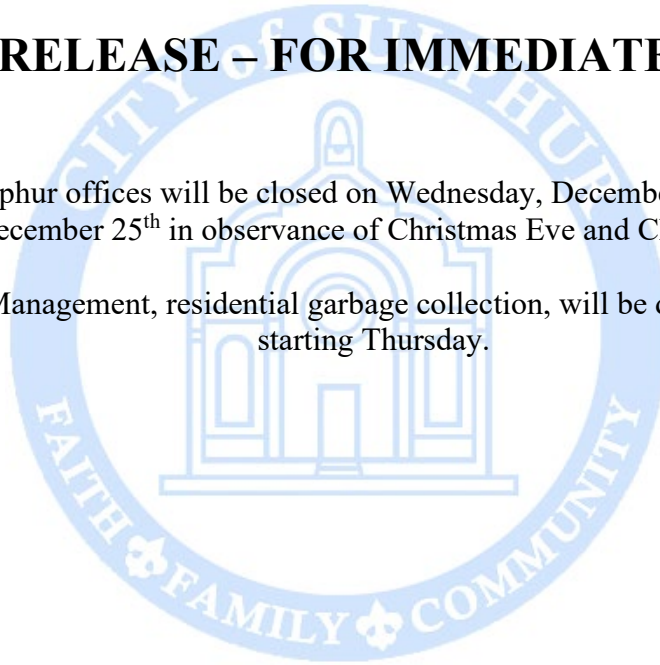 RELEASE – FOR IMMEDIATE
CITY of SULPHUR
phur offices will be closed on Wednesday, Decembe
ecember 25th in observance of Christmas Eve and C
Management, residential garbage collection, will be
starting Thursday.
FAITH FAMILY COMMUNITY